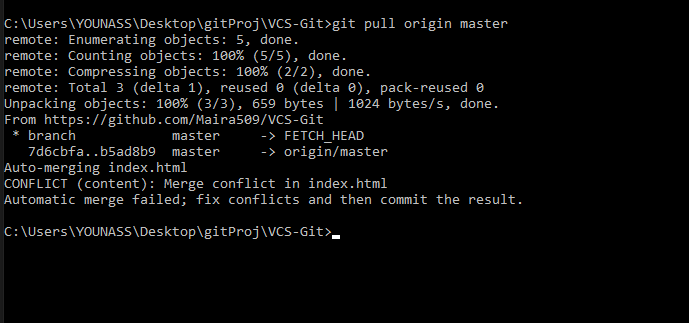 C:\Users\YOUNASS\Desktop\gitProj\VCS-Git>git pull origin master
remote: Enumerating objects: 5, done.
remote: Counting objects: 100% (5/5), done.
remote: Compressing objects: 100% (2/2), done.
remote: Total 3 (delta 1), reused 0 (delta 0), pack-reused 0
Unpacking objects: 100% (3/3), 659 bytes | 1024 bytes/s, done.
From https://github.com/Maira509/VCS-Git
 * branch            master     -> FETCH_HEAD
   7d6cbfa..b5ad8b9  master     -> origin/master
Auto-merging index.html
CONFLICT (content): Merge conflict in index.html
Automatic merge failed; fix conflicts and then commit the result.
C:\Users\YOUNASS\Desktop\gitProj\VCS-Git>